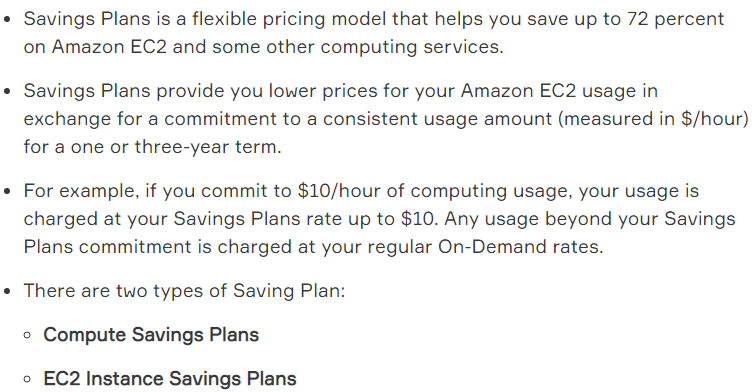 Savings Plans is a flexible pricing model that helps you save up to 72 percent
on Amazon EC2 and some other computing services.
Savings Plans provide you lower prices for your Amazon EC2 usage in
exchange for a commitment to a consistent usage amount (measured in $/hour)
for a one or three-year term.
For example, if you commit to $10/hour of computing usage, your usage is
charged at your Savings Plans rate up to $10. Any usage beyond your Savings
Plans commitment is charged at your regular On-Demand rates.
There are two types of Saving Plan:
Compute Savings Plans
EC2 Instance Savings Plans